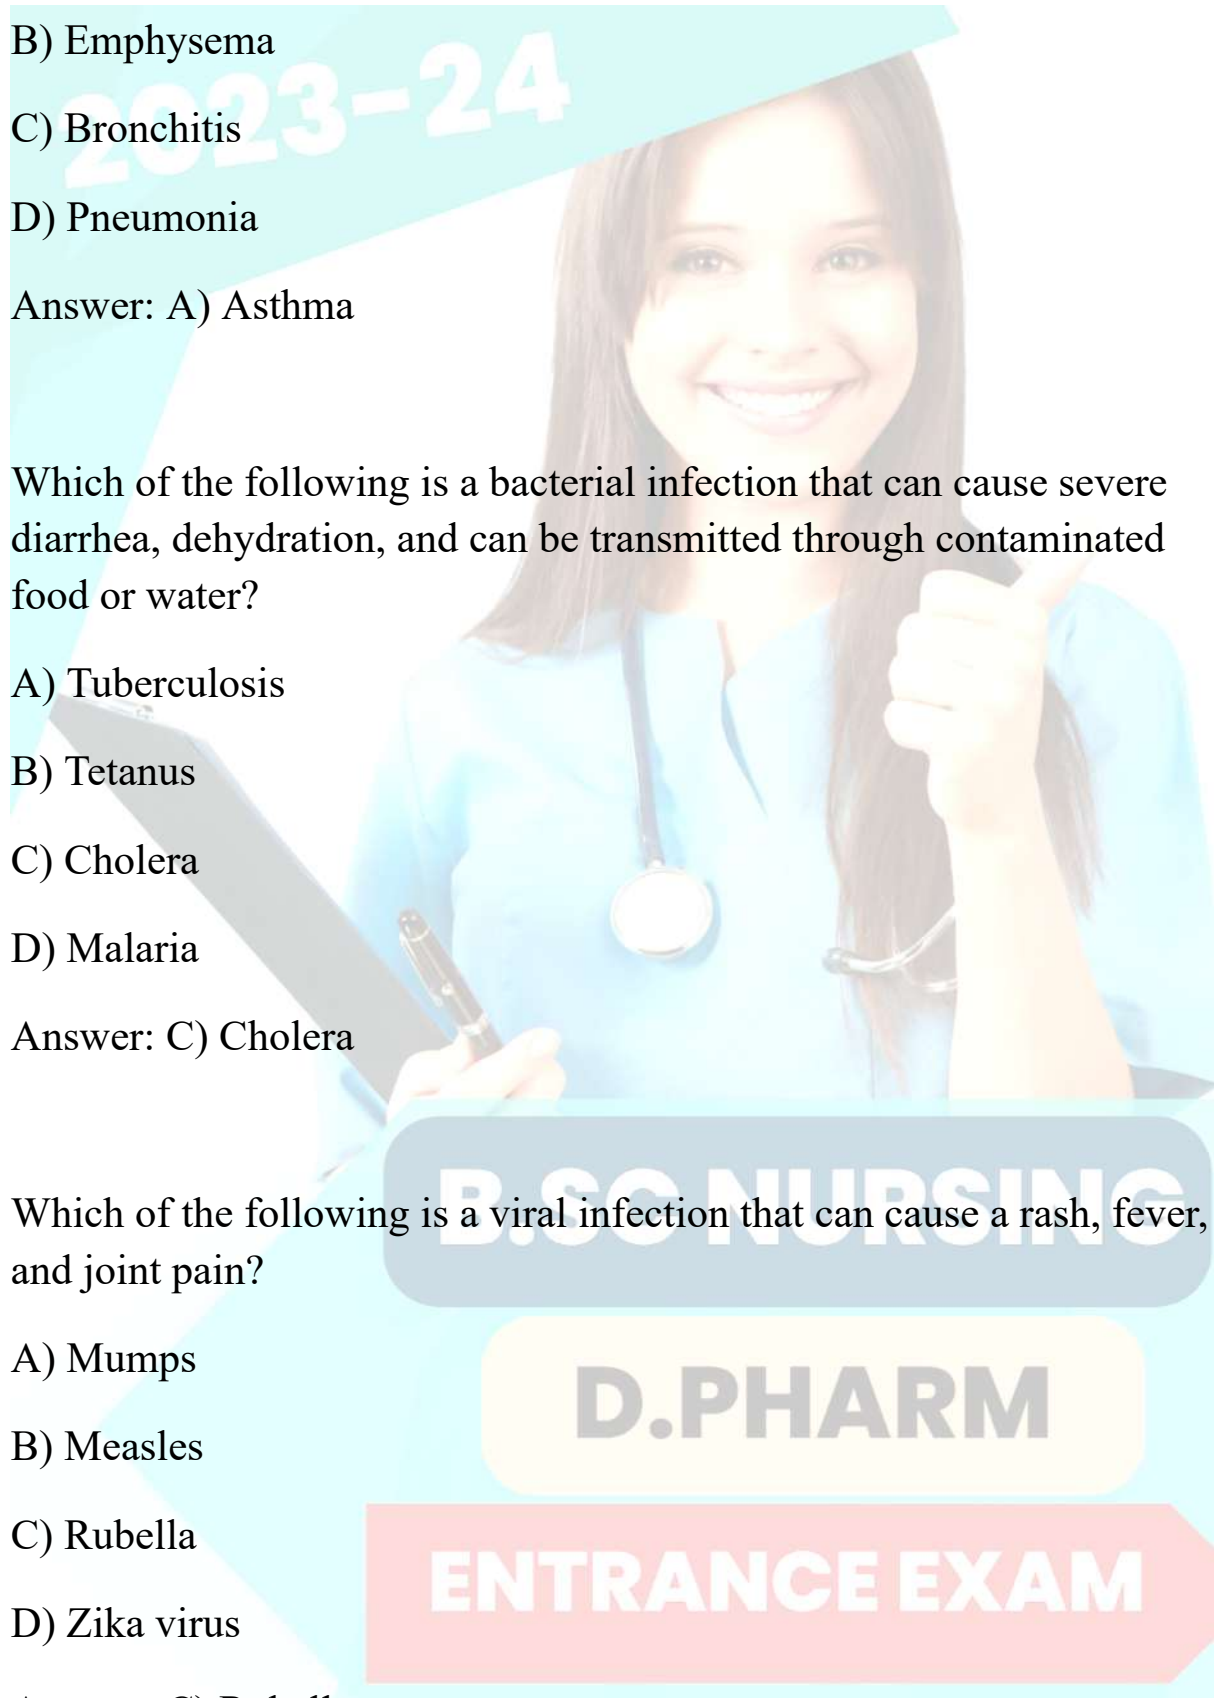 B) Emphysema
2023-24
C) Bronchitis
D) Pneumonia
Answer: A) Asthma
Which of the following is a bacterial infection that can cause severe
diarrhea, dehydration, and can be transmitted through contaminated
food or water?
A) Tuberculosis
B) Tetanus
C) Cholera
D) Malaria
Answer: C) Cholera
B.SC NURSING
Which of the following is a viral infection that can cause a rash, fever,
and joint pain?
A) Mumps
D.PHARM
B) Measles
C) Rubella
ENTRANCE EXAM
D) Zika virus